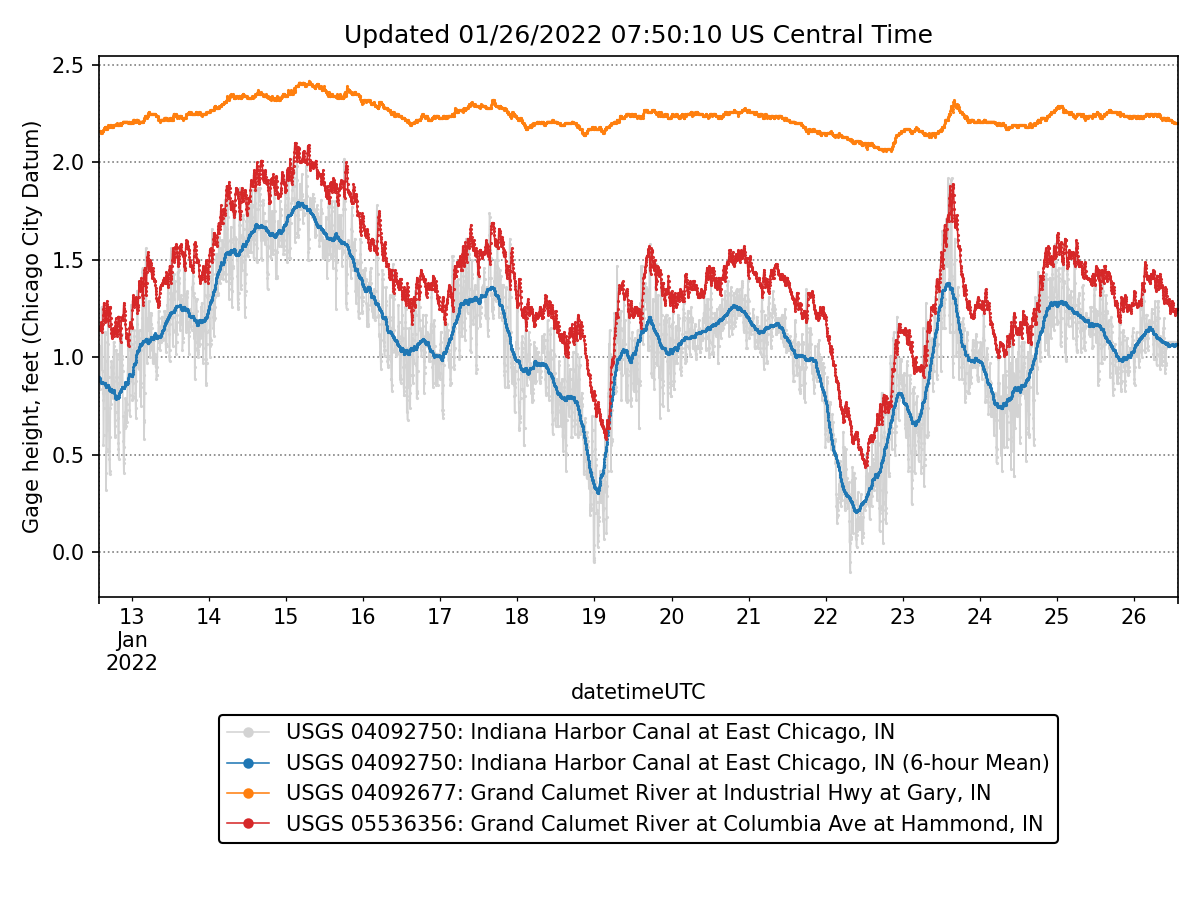 Updated 01/26/2022 07:50:10 US Central Time
Gage height, feet (Chicago City Datum)
2.5
2.0
1.5
1.0
0.5
0.0
13 14 15 16 17 18 19 20 21 22 23 24 25 26
Jan
2022
datetimeUTC
USGS 04092750: Indiana Harbor Canal at East Chicago, IN
USGS 04092750: Indiana Harbor Canal at East Chicago, IN (6-hour Mean)
USGS 04092677: Grand Calumet River at Industrial Hwy at Gary, IN
USGS 05536356: Grand Calumet River at Columbia Ave at Hammond, IN